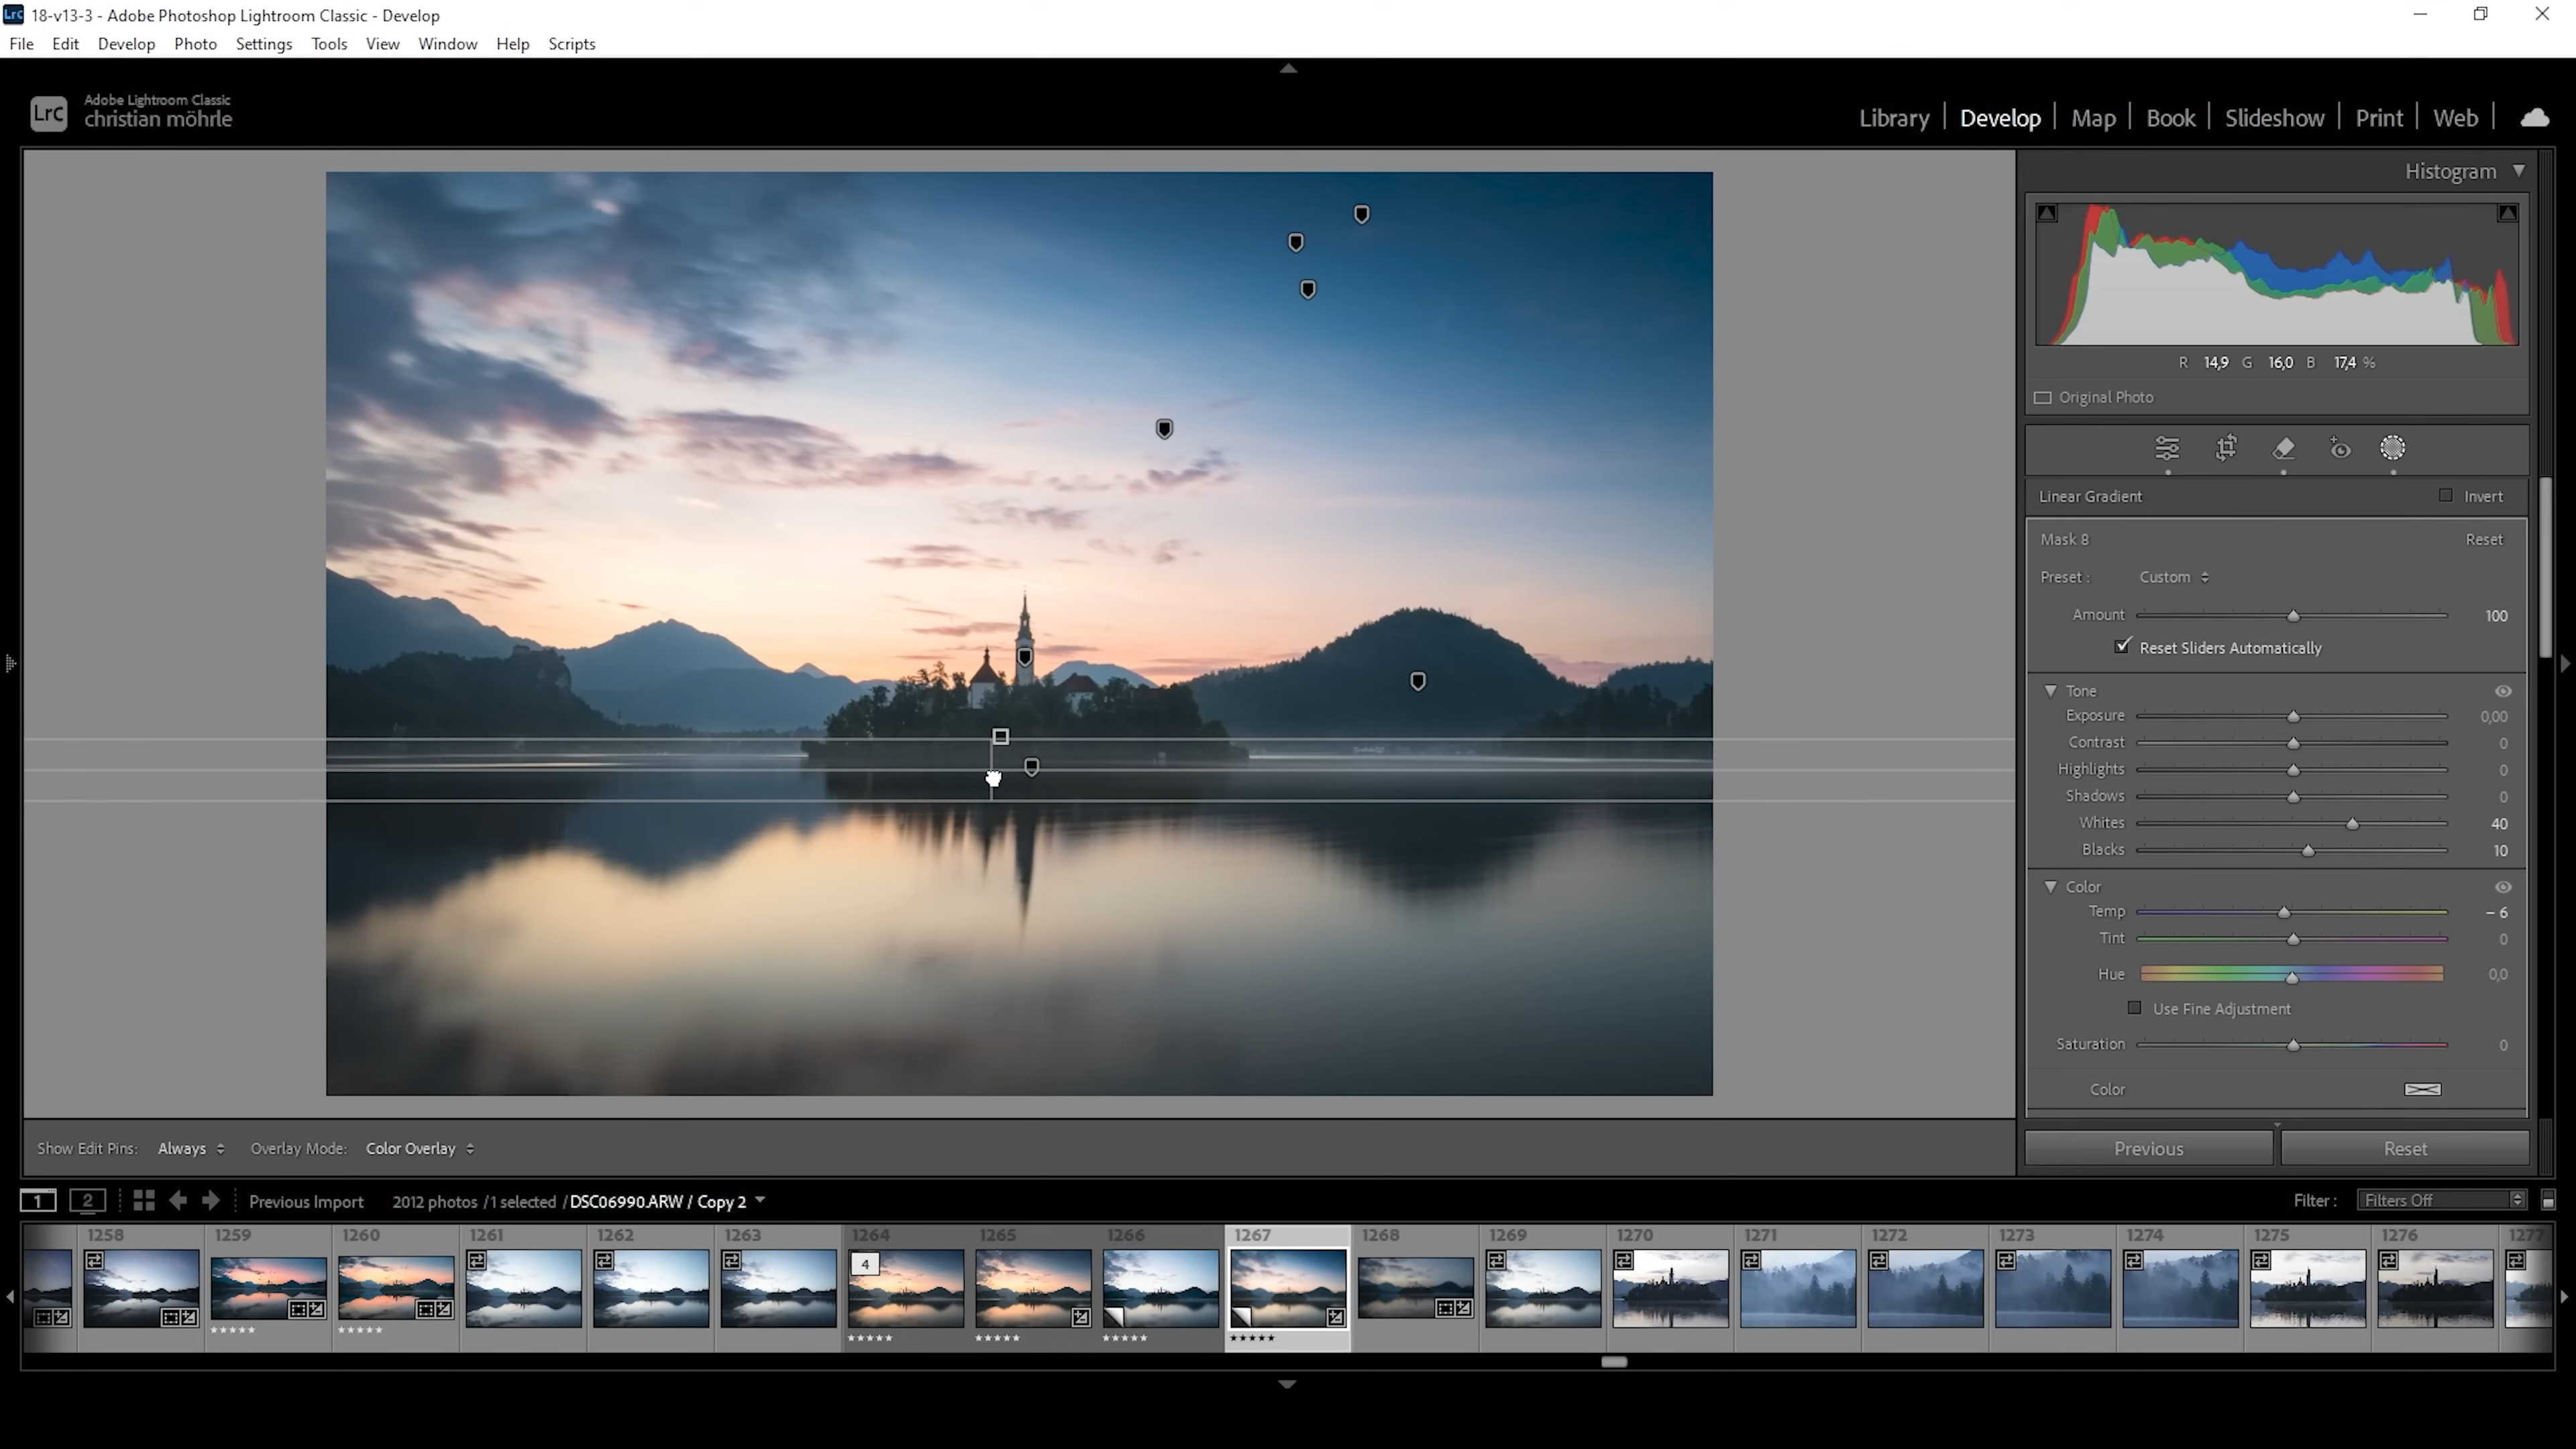 Lrc 18-v13-3 - Adobe Photoshop Lightroom Classic - Develop
File Edit Develop Photo Settings Tools View Window Help Scripts
Lrc
Adobe Lightroom Classic
christian möhrle
Library | Develop | Map | Book | Slideshow | Print | Web |
Histogram
R 14,9 G 16,0 B 17,4 %
Original Photo
Linear Gradient Invert
Mask 8 Reset
Preset : Custom
Amount 100
Reset Sliders Automatically
Tone
Exposure 0,00
Contrast 0
Highlights 0
Shadows 0
Whites 40
Blacks 10
Color
Temp – 6
Tint 0
Hue 0,0
Use Fine Adjustment
Saturation 0
Color
Show Edit Pins: Always Overlay Mode: Color Overlay
Previous Reset
1 2 Previous Import 2012 photos /1 selected /DSC06990.ARW / Copy 2 Filter : Filters Off
1258 1259 1260 1261 1262 1263 1264 1265 1266 1267 1268 1269 1270 1271 1272 1273 1274 1275 1276 1277
4